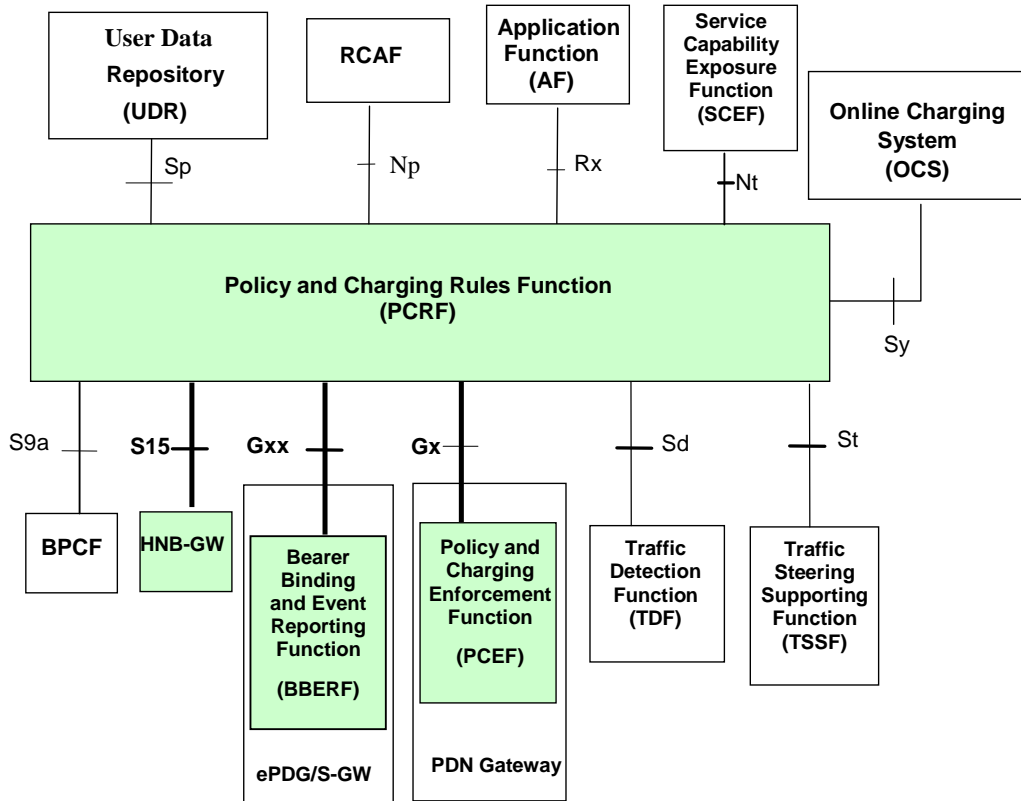 User Data
Repository
(UDR)
RCAF
Application
Function
(AF)
Service
Capability
Exposure
Function
(SCEF)
Online Charging
System
(OCS)
Sp
Np
Rx
Nt
Policy and Charging Rules Function
(PCRF)
Sy
S9a
S15
Gxx
Gx
Sd
St
BPCF
HNB-GW
Bearer
Binding
and Event
Reporting
Function
(BBERF)
ePDG/S-GW
Policy and
Charging
Enforcement
Function
(PCEF)
PDN Gateway
Traffic
Detection
Function
(TDF)
Traffic
Steering
Supporting
Function
(TSSF)